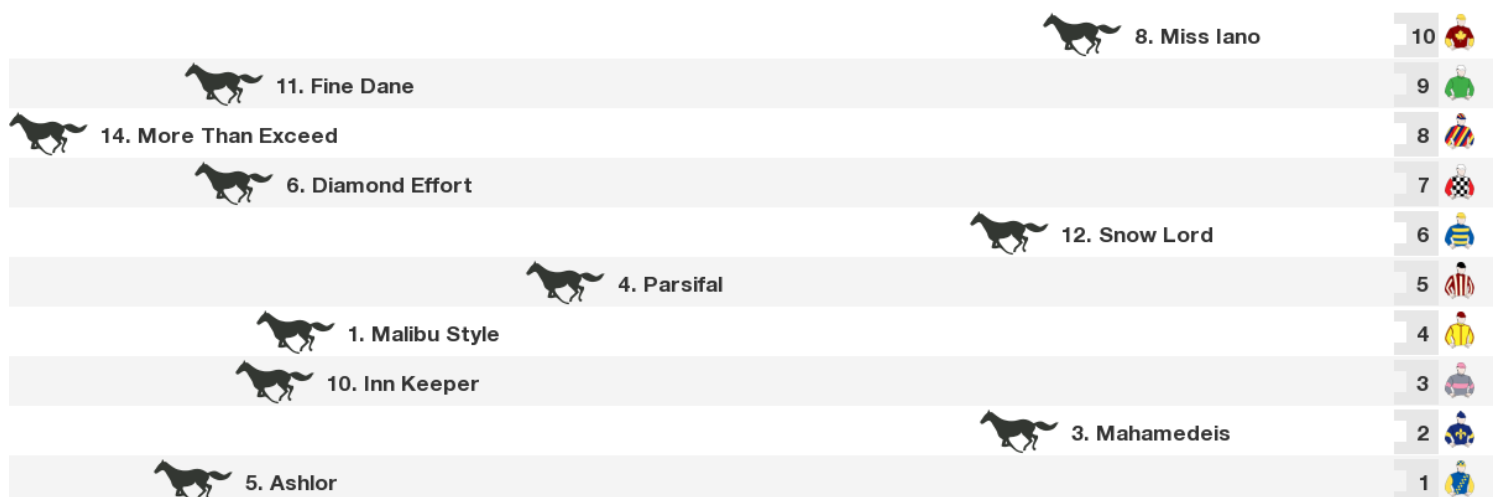 8. Miss Iano 10
11. Fine Dane 9
14. More Than Exceed 8
6. Diamond Effort 7
12. Snow Lord 6
4. Parsifal 5
1. Malibu Style 4
10. Inn Keeper 3
3. Mahamedeis 2
5. Ashlor 1